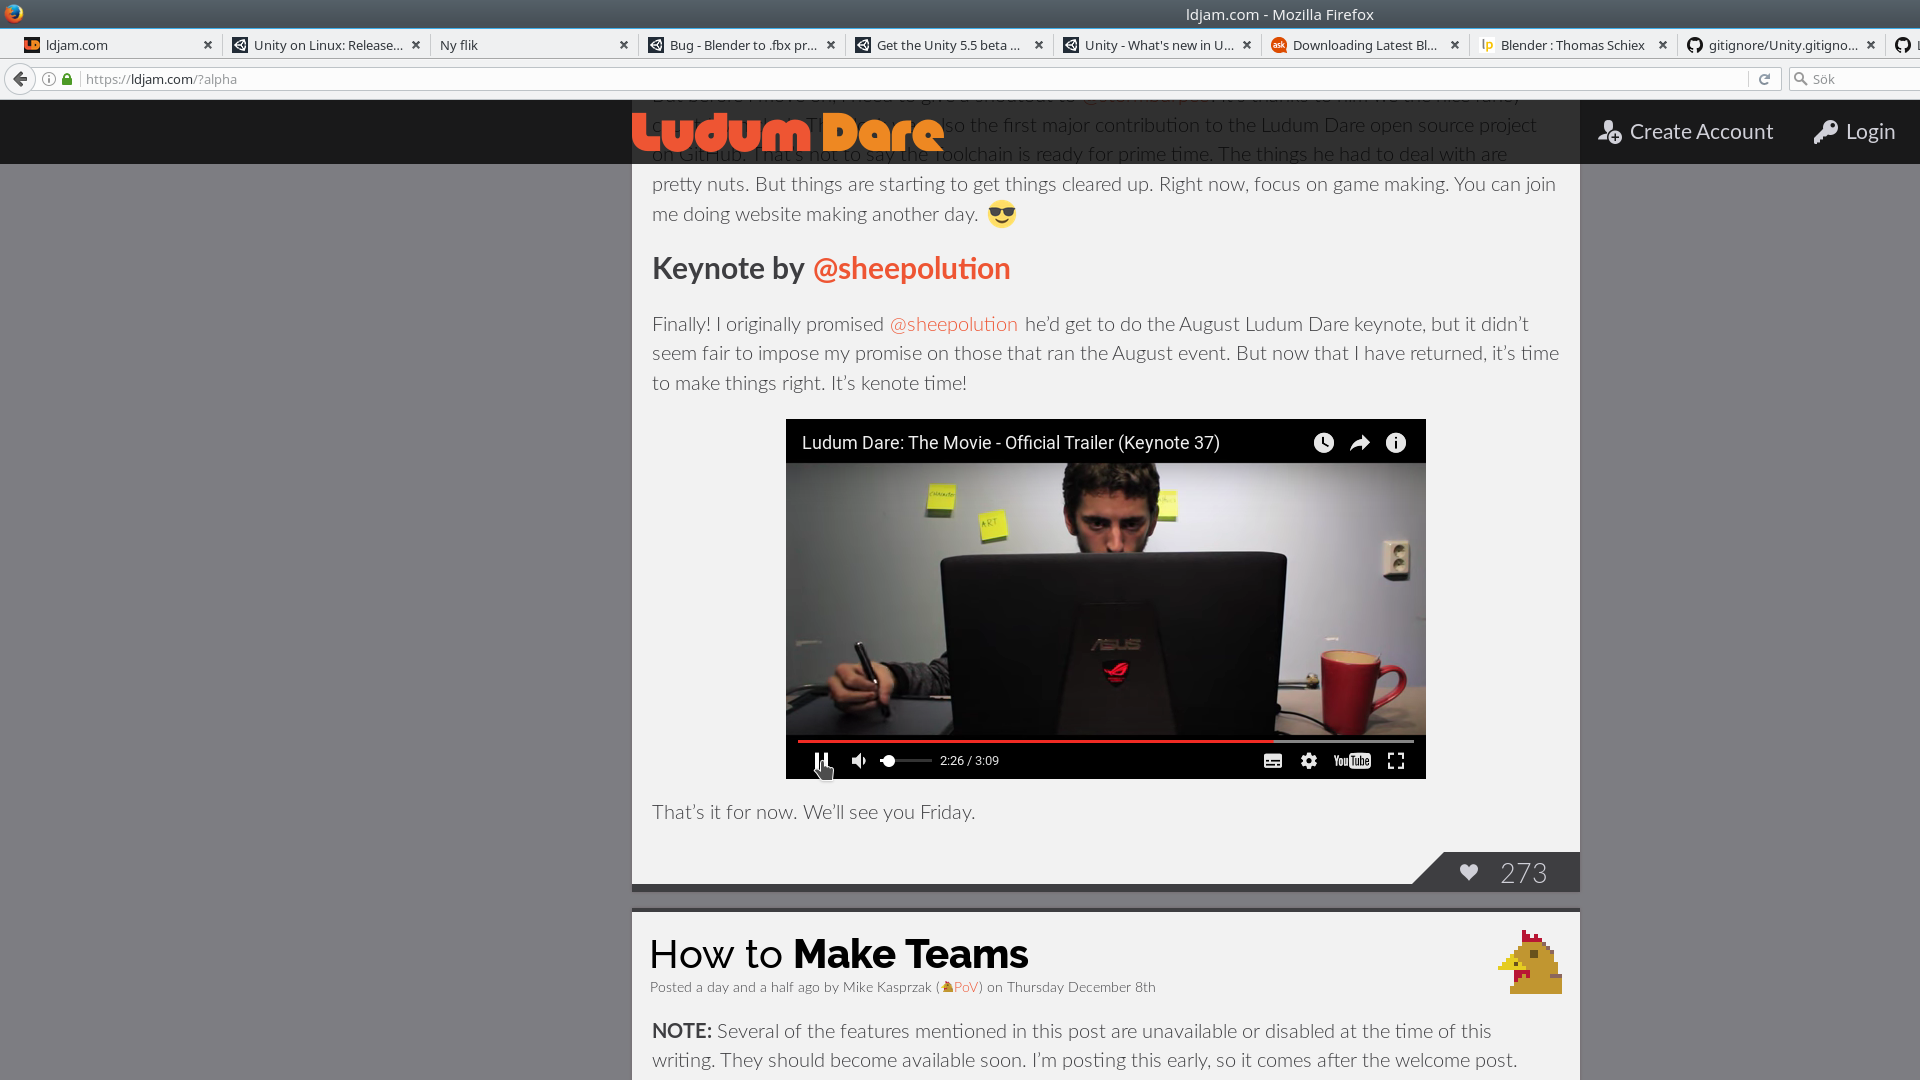 ldjam.com - Mozilla Firefox
ldjam.com
Unity on Linux: Release...
Ny flik
Bug - Blender to .fbx pr...
Get the Unity 5.5 beta ...
Unity - What's new in U...
ask
Downloading Latest Bl...
lp
Blender : Thomas Schiex
gitignore/Unity.gitigno...
https://ldjam.com/?alpha
Sök
Ludum Dare
Create Account
Login
also the first major contribution to the Ludum Dare open source project
on GitHub. That's not to say the Toolchain is ready for prime time. The things he had to deal with are
pretty nuts. But things are starting to get things cleared up. Right now, focus on game making. You can join
me doing website making another day.
Keynote by @sheepolution
Finally! I originally promised @sheepolution he’d get to do the August Ludum Dare keynote, but it didn’t
seem fair to impose my promise on those that ran the August event. But now that I have returned, it’s time
to make things right. It’s kenote time!
Ludum Dare: The Movie - Official Trailer (Keynote 37)
ART
ASUS
2:26 / 3:09
YouTube
That’s it for now. We’ll see you Friday.
273
How to Make Teams
Posted a day and a half ago by Mike Kasprzak (PoV) on Thursday December 8th
NOTE: Several of the features mentioned in this post are unavailable or disabled at the time of this
writing. They should become available soon. I’m posting this early, so it comes after the welcome post.